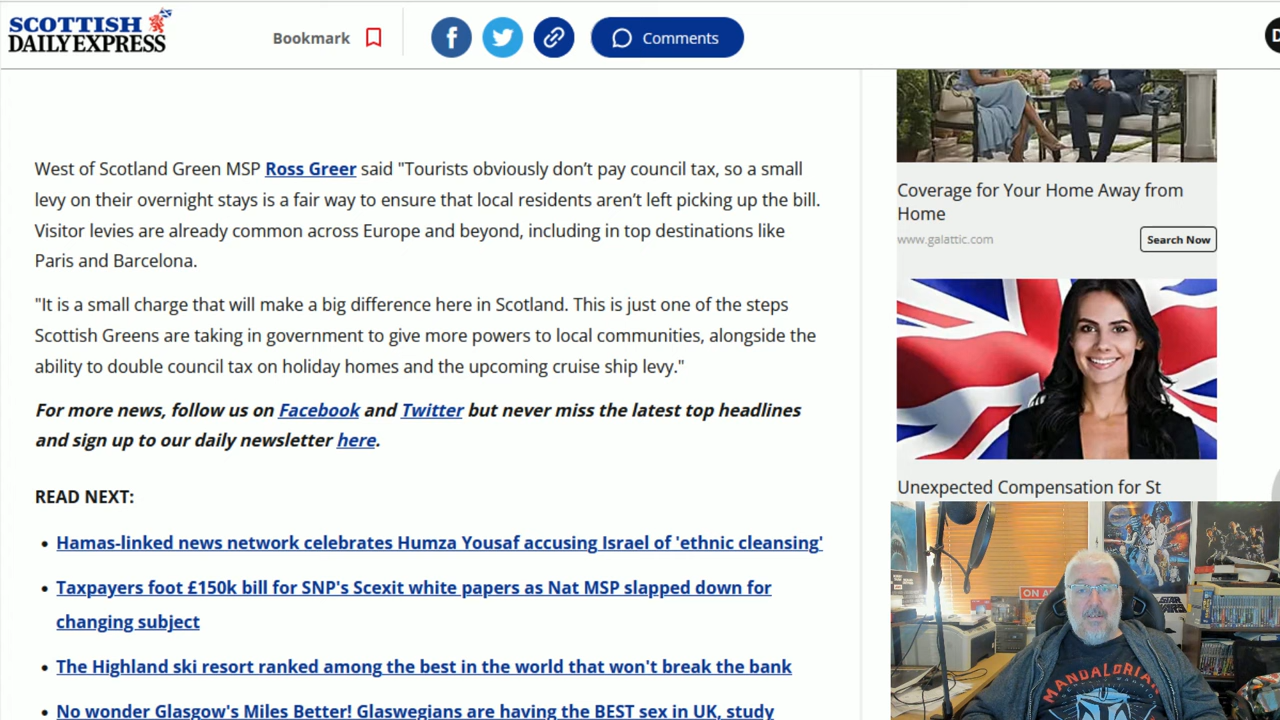 SCOTTISH
DAILY EXPRESS
Bookmark
Comments
West of Scotland Green MSP Ross Greer said "Tourists obviously don't pay council tax, so a small
levy on their overnight stays is a fair way to ensure that local residents aren't left picking up the bill.
Visitor levies are already common across Europe and beyond, including in top destinations like
Paris and Barcelona.
"It is a small charge that will make a big difference here in Scotland. This is just one of the steps
Scottish Greens are taking in government to give more powers to local communities, alongside the
ability to double council tax on holiday homes and the upcoming cruise ship levy."
For more news, follow us on Facebook and Twitter but never miss the latest top headlines
and sign up to our daily newsletter here.
READ NEXT:
Hamas-linked news network celebrates Humza Yousaf accusing Israel of 'ethnic cleansing'
Taxpayers foot £150k bill for SNP's Scexit white papers as Nat MSP slapped down for
changing subject
The Highland ski resort ranked among the best in the world that won't break the bank
No wonder Glasgow's Miles Better! Glaswegians are having the BEST sex in UK, study
Coverage for Your Home Away from
Home
www.galattic.com
Search Now
Unexpected Compensation for St
ON A
MANDALORIAN